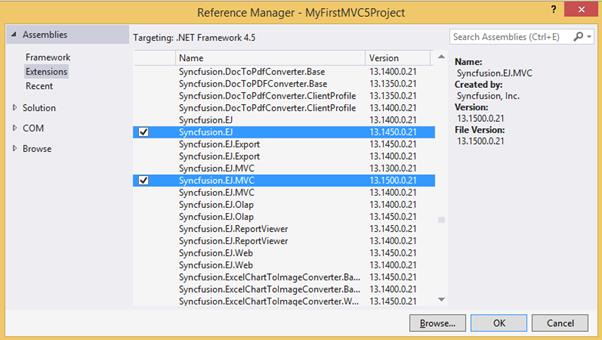 Reference Manager - MyFirstMVC5Project
Assemblies
Framework
Extensions
Recent
Solution
COM
Browse
Targeting: .NET Framework 4.5
Search Assemblies (Ctrl+E)
Name Version
Syncfusion.DocToPdfConverter.Base 13.1400.0.21
Syncfusion.DocToPDFConverter.Base 13.1350.0.21
Syncfusion.DocToPdfConverter.ClientProfile 13.1350.0.21
Syncfusion.DocToPdfConverter.ClientProfile 13.1400.0.21
Syncfusion.EJ 13.1400.0.21
Syncfusion.EJ 13.1450.0.21
Syncfusion.EJ.Export 13.1450.0.21
Syncfusion.EJ.Export 13.1400.0.21
Syncfusion.EJ.MVC 13.1300.0.21
Syncfusion.EJ.MVC 13.1500.0.21
Syncfusion.EJ.MVC 13.1400.0.21
Syncfusion.EJ.Olap 13.1400.0.21
Syncfusion.EJ.Olap 13.1450.0.21
Syncfusion.EJ.ReportViewer 13.1450.0.21
Syncfusion.EJ.ReportViewer 13.1400.0.21
Syncfusion.EJ.Web 13.1450.0.21
Syncfusion.EJ.Web 13.1400.0.21
Syncfusion.ExcelChartToImageConverter.Ba... 13.1450.0.21
Syncfusion.ExcelChartToImageConverter.Ba... 13.1400.0.21
Syncfusion.ExcelChartToImageConverter.W... 13.1400.0.21
Name:
Syncfusion.EJ.MVC
Created by:
Syncfusion, Inc.
Version:
13.1500.0.21
File Version:
13.1500.0.21
Browse...
OK
Cancel